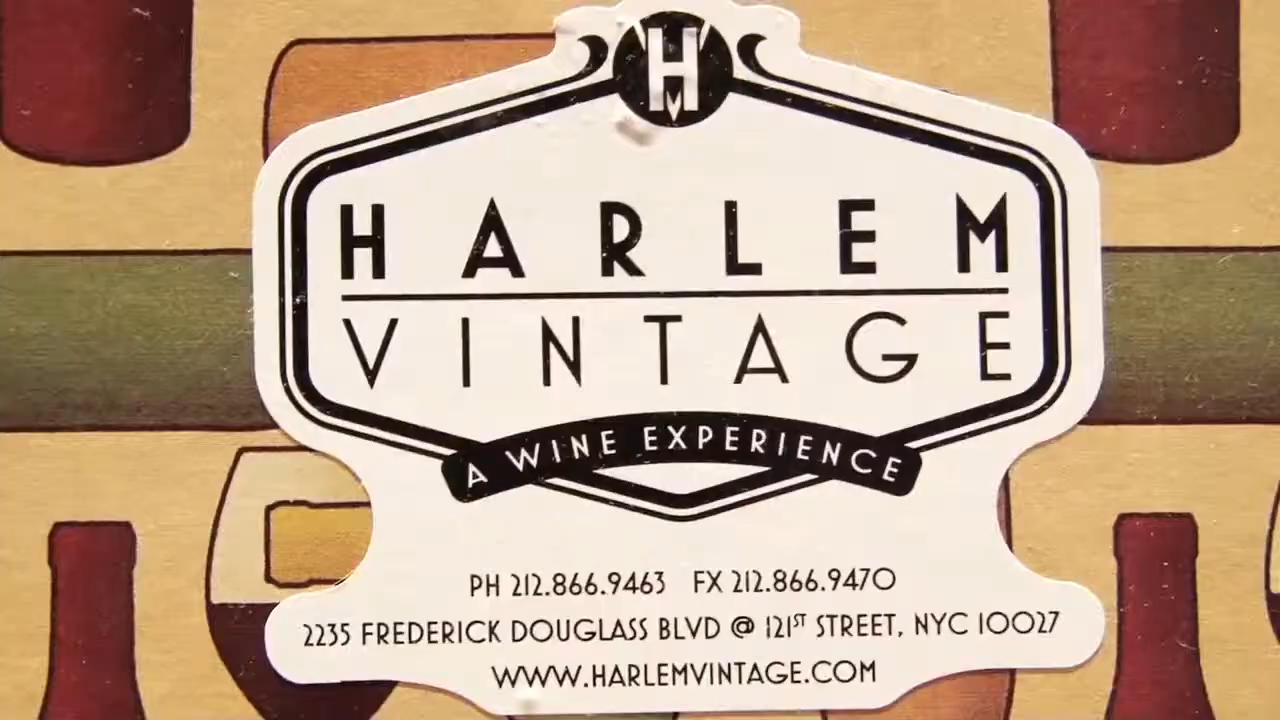 H
HARLEM
VINTAGE
A WINE EXPERIENCE
PH 212.866.9463 FX 212.866.9470
2235 FREDERICK DOUGLASS BLVD @ 121ST STREET, NYC 10027
WWW.HARLEMVINTAGE.COM